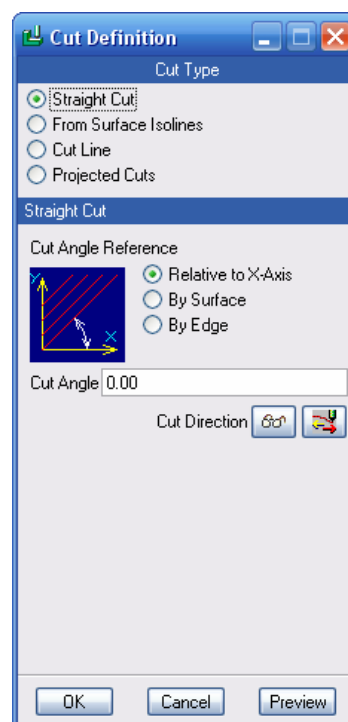 Cut Definition
Cut Type
Straight Cut
From Surface Isolines
Cut Line
Projected Cuts
Straight Cut
Cut Angle Reference
Y
X
Relative to X-Axis
By Surface
By Edge
Cut Angle 0.00
Cut Direction
OK Cancel Preview